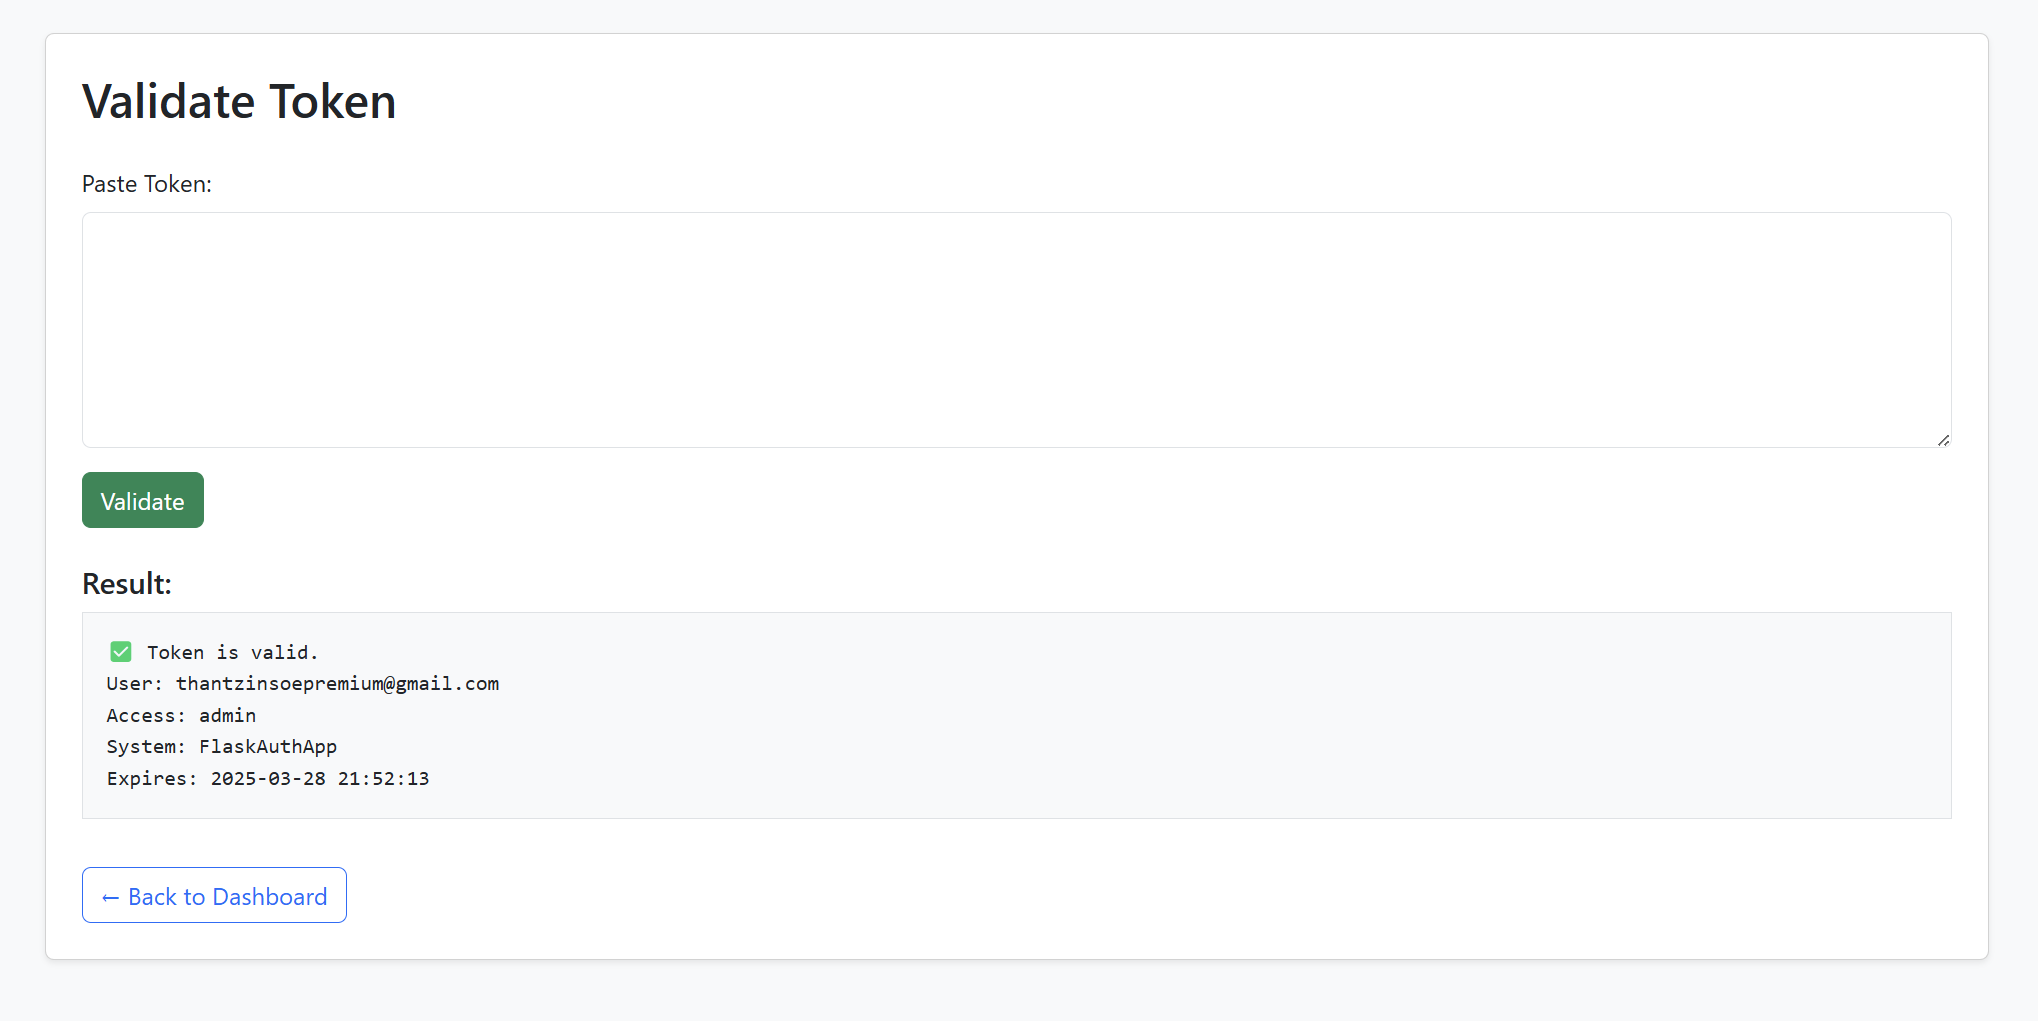 Validate Token
Paste Token:
Validate
Result:
✅ Token is valid.
User: thantzinsoepremium@gmail.com
Access: admin
System: FlaskAuthApp
Expires: 2025-03-28 21:52:13
← Back to Dashboard